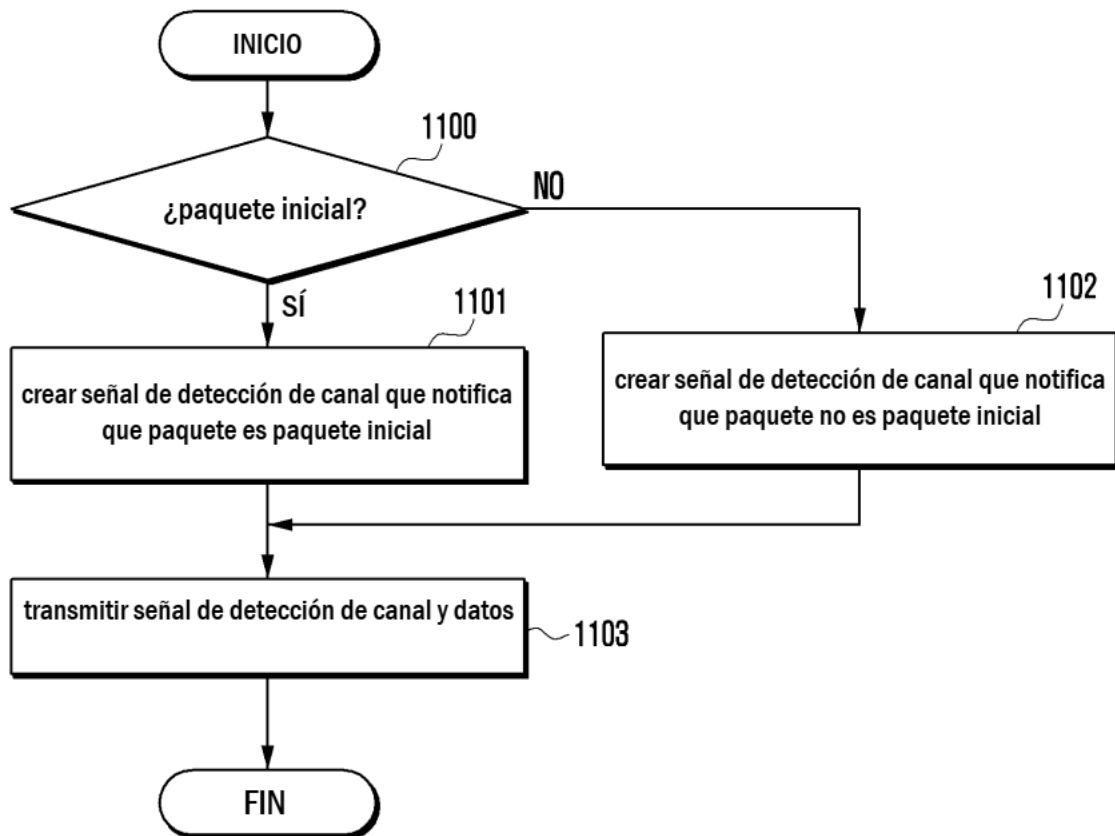 INICIO
1100
¿paquete inicial?
NO
SÍ
1101
crear señal de detección de canal que notifica
que paquete es paquete inicial
1102
crear señal de detección de canal que notifica
que paquete no es paquete inicial
transmitir señal de detección de canal y datos
1103
FIN